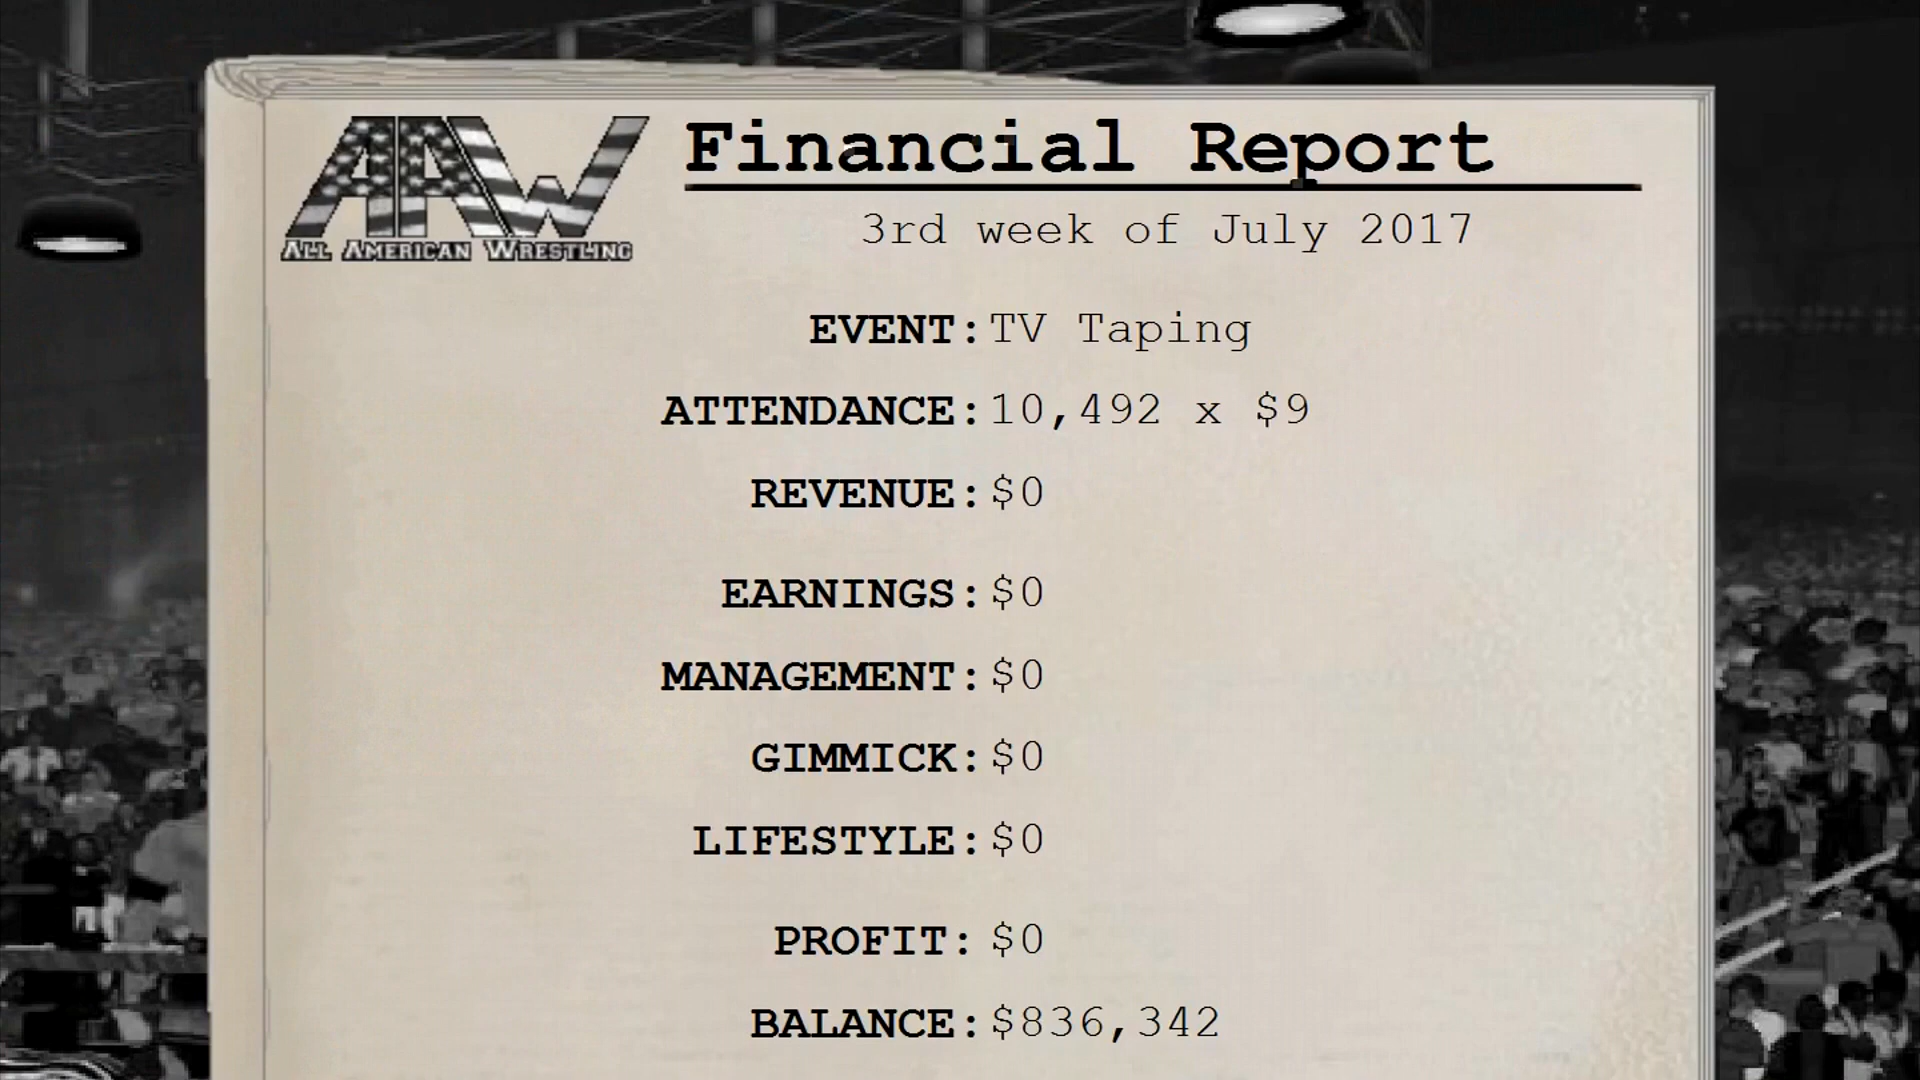 AAW
ALL AMERICAN WRESTLING
Financial Report
3rd week of July 2017
EVENT: TV Taping
ATTENDANCE: 10,492 x $9
REVENUE: $0
EARNINGS: $0
MANAGEMENT: $0
GIMMICK: $0
LIFESTYLE: $0
PROFIT: $0
BALANCE: $836,342